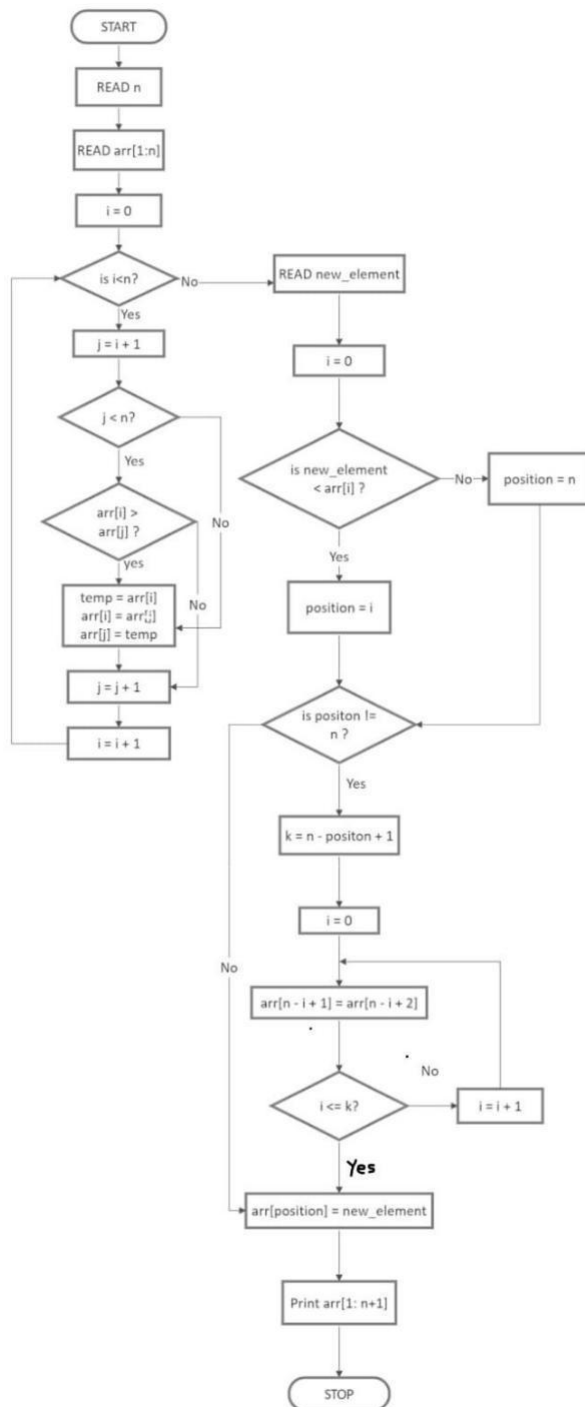 START
READ n
READ arr[1:n]
i = 0
is i<n?
No
Yes
j = i + 1
j < n?
Yes
No
arr[i] >
arr[j] ?
yes
No
temp = arr[i]
arr[i] = arr[j]
arr[j] = temp
j = j + 1
i = i + 1
READ new_element
i = 0
is new_element
< arr[i] ?
No
position = n
Yes
position = i
is positon !=
n ?
Yes
No
k = n - positon + 1
i = 0
arr[n - i + 1] = arr[n - i + 2]
i <= k?
No
i = i + 1
Yes
arr[position] = new_element
Print arr[1: n+1]
STOP